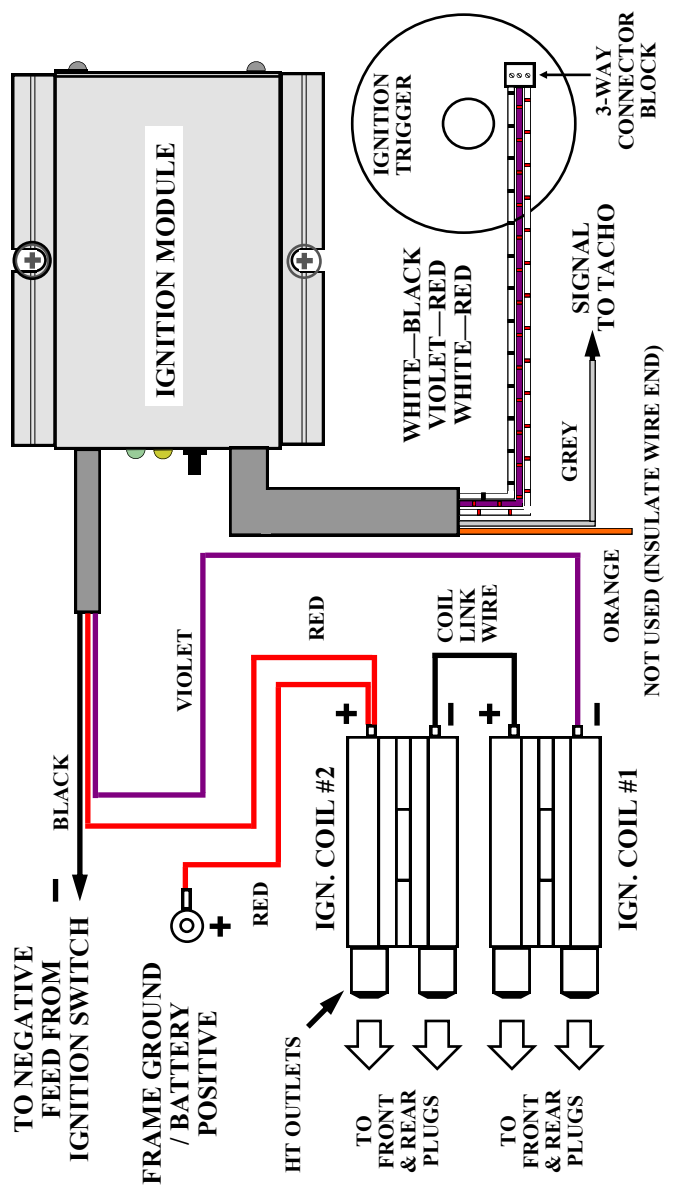 IGNITION MODULE
IGNITION
TRIGGER
3-WAY
CONNECTOR
BLOCK
WHITE—BLACK
VIOLET—RED
WHITE—RED
SIGNAL
TO TACHO
GREY
ORANGE
NOT USED (INSULATE WIRE END)
VIOLET
RED
COIL
LINK
WIRE
BLACK
–
TO NEGATIVE
FEED FROM
IGNITION SWITCH
RED
+
FRAME GROUND
/ BATTERY
POSITIVE
+
–
IGN. COIL #2
+
–
IGN. COIL #1
HT OUTLETS
TO
FRONT
& REAR
PLUGS
TO
FRONT
& REAR
PLUGS